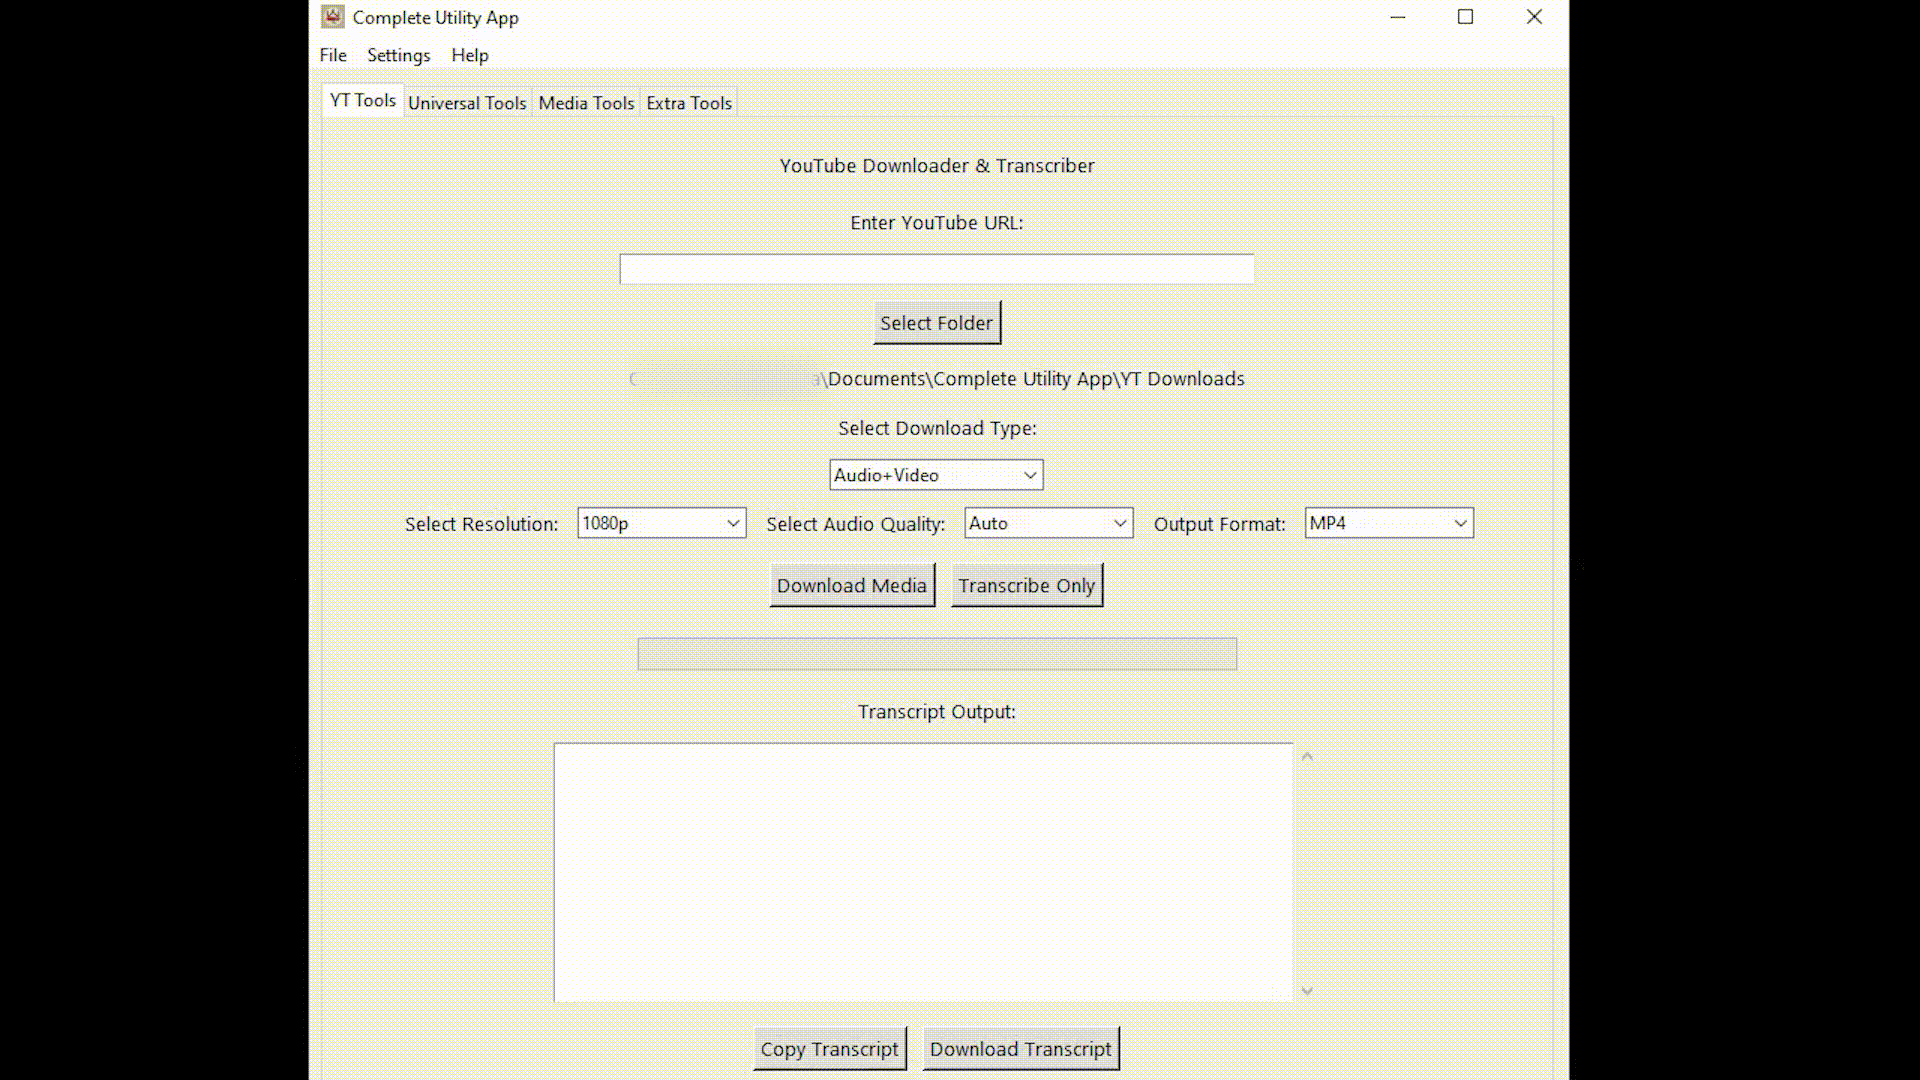 Complete Utility App
File Settings Help
YT Tools Universal Tools Media Tools Extra Tools
YouTube Downloader & Transcriber
Enter YouTube URL:
Select Folder
\Documents\Complete Utility App\YT Downloads
Select Download Type:
Audio+Video
Select Resolution: 1080p Select Audio Quality: Auto Output Format: MP4
Download Media Transcribe Only
Transcript Output:
Copy Transcript Download Transcript